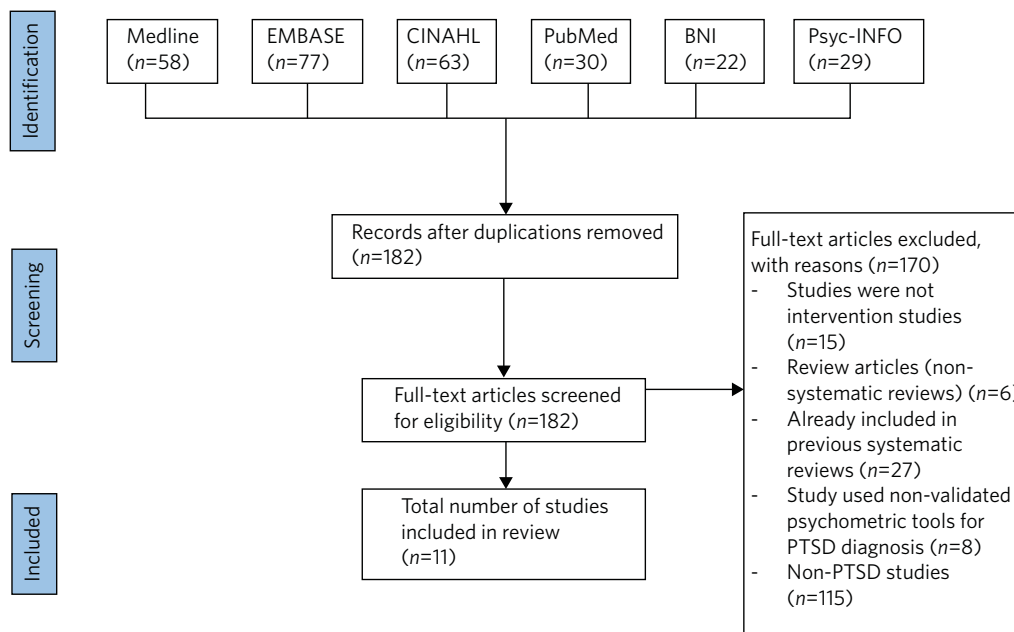 Identification
Medline
(n=58)
EMBASE
(n=77)
CINAHL
(n=63)
PubMed
(n=30)
BNI
(n=22)
Psyc-INFO
(n=29)
Screening
Records after duplications removed
(n=182)
Full-text articles screened
for eligibility (n=182)
Full-text articles excluded,
with reasons (n=170)
- Studies were not
intervention studies
(n=15)
- Review articles (non-
systematic reviews) (n=6)
- Already included in
previous systematic
reviews (n=27)
- Study used non-validated
psychometric tools for
PTSD diagnosis (n=8)
- Non-PTSD studies
(n=115)
Included
Total number of studies
included in review
(n=11)